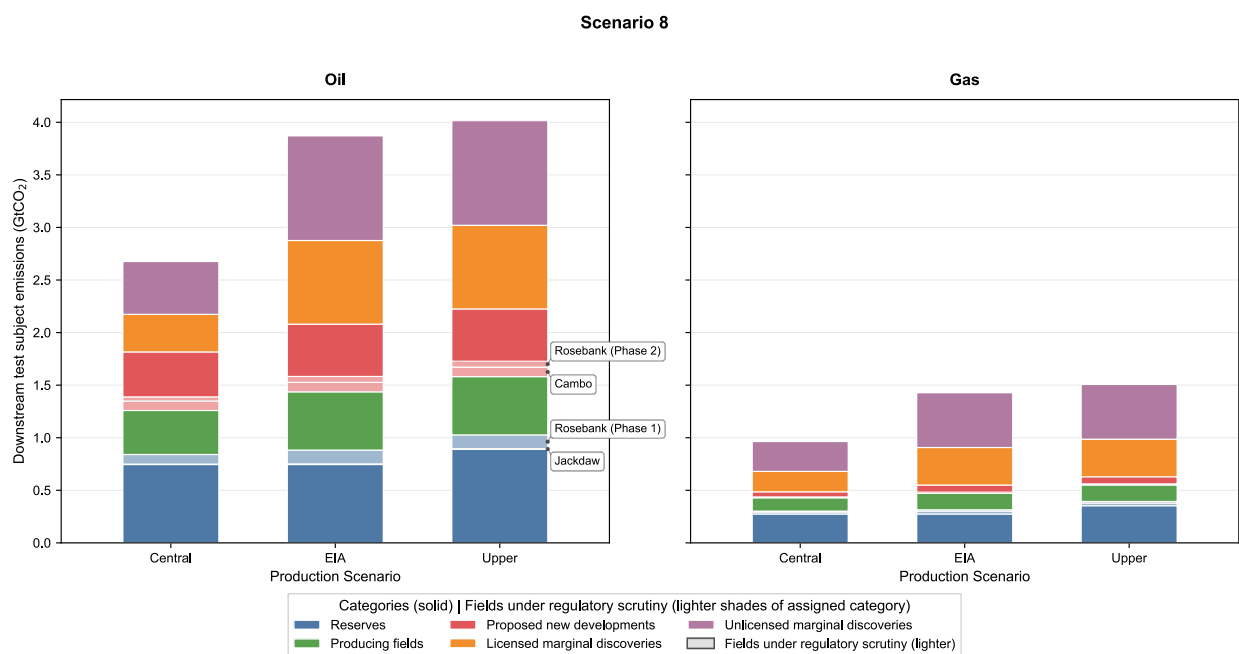 Scenario 8
Oil
Gas
Downstream test subject emissions (GtCO₂)
4.0
3.5
3.0
2.5
2.0
1.5
1.0
0.5
0.0
Rosebank (Phase 2)
Cambo
Rosebank (Phase 1)
Jackdaw
Central EIA Upper
Production Scenario
Central EIA Upper
Production Scenario
Categories (solid) | Fields under regulatory scrutiny (lighter shades of assigned category)
Reserves Proposed new developments Unlicensed marginal discoveries
Producing fields Licensed marginal discoveries Fields under regulatory scrutiny (lighter)